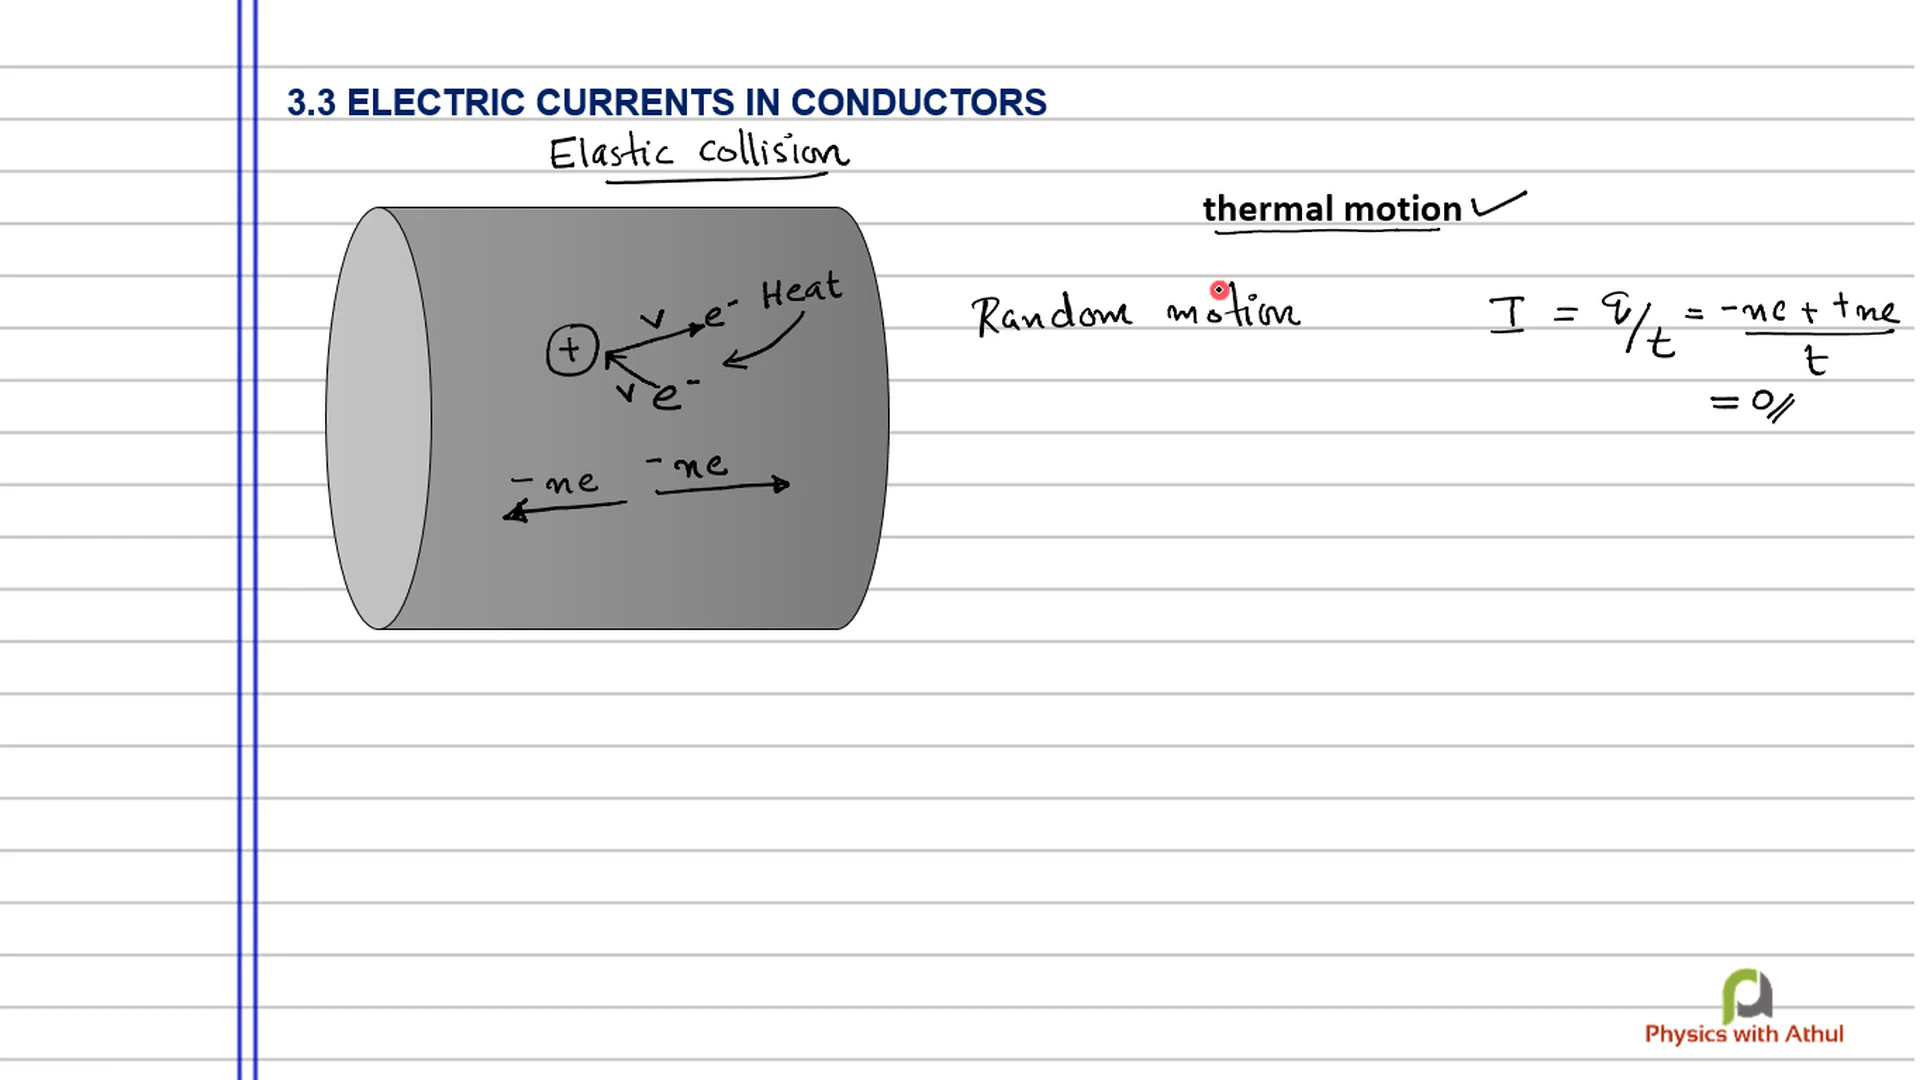 3.3 ELECTRIC CURRENTS IN CONDUCTORS
Elastic collision
thermal motion
Heat
v e⁻
+
v e⁻
Random motion
I = q/t = -ne + +ne
t
= 0//
-ne -ne
Physics with Athul